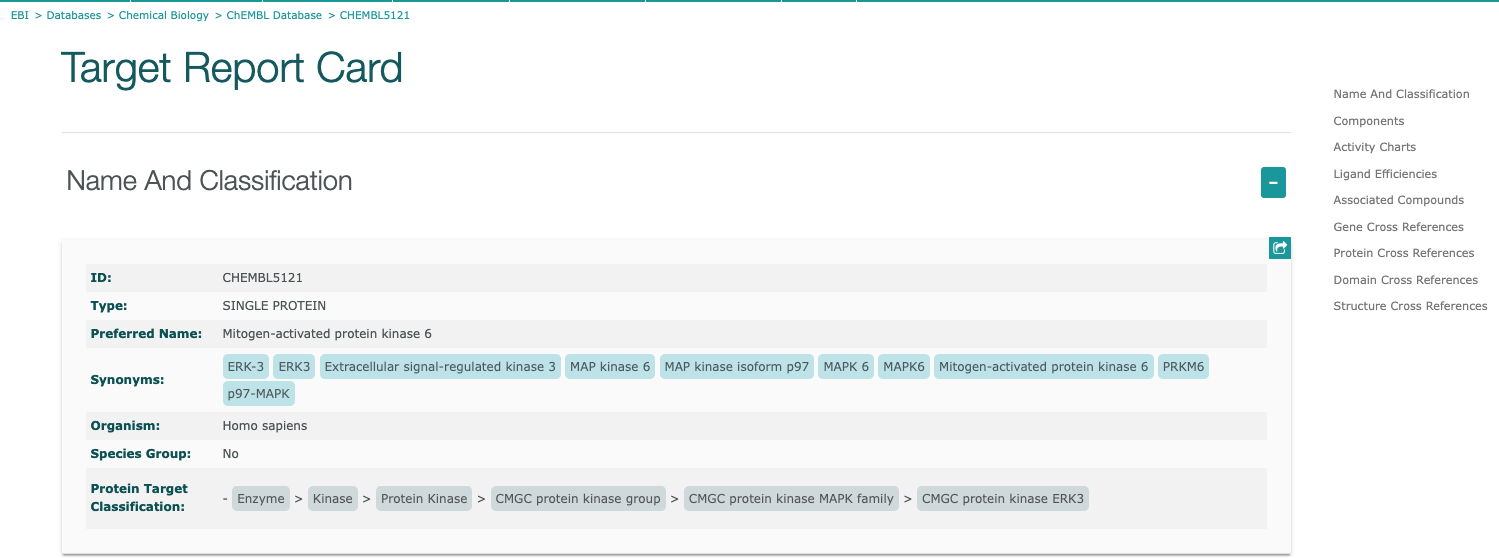 EBI > Databases > Chemical Biology > ChEMBL Database > CHEMBL5121
Target Report Card
Name And Classification
Components
Activity Charts
Ligand Efficiencies
Associated Compounds
Gene Cross References
Protein Cross References
Domain Cross References
Structure Cross References
Name And Classification
–
ID: CHEMBL5121
Type: SINGLE PROTEIN
Preferred Name: Mitogen-activated protein kinase 6
Synonyms: ERK-3 ERK3 Extracellular signal-regulated kinase 3 MAP kinase 6 MAP kinase isoform p97 MAPK 6 MAPK6 Mitogen-activated protein kinase 6 PRKM6
p97-MAPK
Organism: Homo sapiens
Species Group: No
Protein Target
Classification: - Enzyme > Kinase > Protein Kinase > CMGC protein kinase group > CMGC protein kinase MAPK family > CMGC protein kinase ERK3